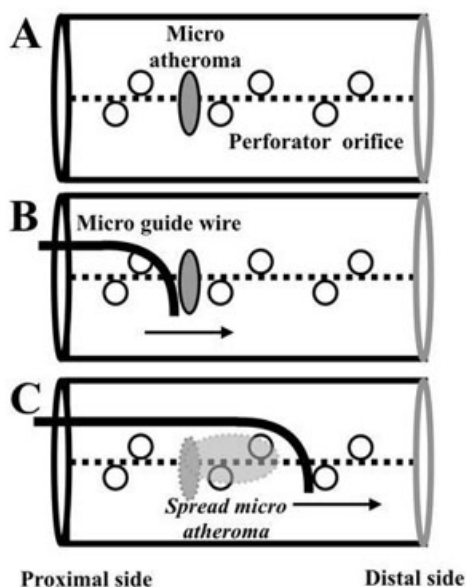 A
Micro
atheroma
Perforator orifice
B
Micro guide wire
C
Spread micro
atheroma
Proximal side
Distal side